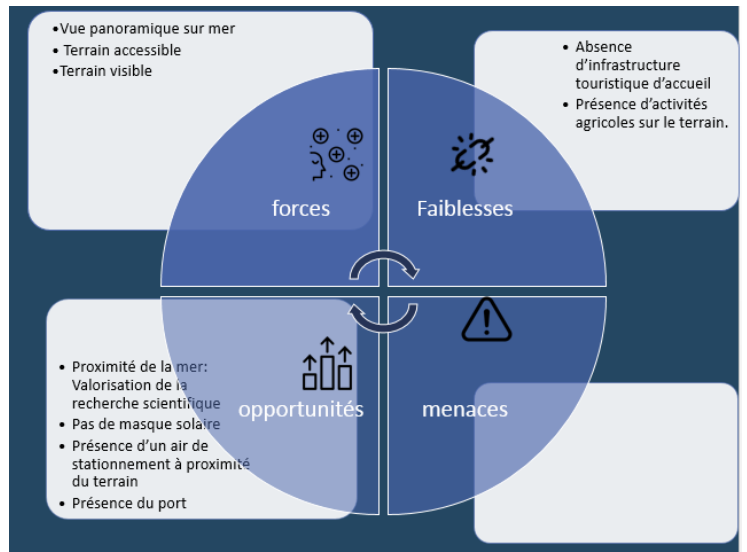 •Vue panoramique sur mer
• Terrain accessible
•Terrain visible
• Absence
d’infrastructure
touristique d’accueil
• Présence d’activités
agricoles sur le terrain.
forces
Faiblesses
• Proximité de la mer:
Valorisation de la
recherche scientifique
• Pas de masque solaire
• Présence d’un air de
stationnement à proximité
du terrain
• Présence du port
opportunités
menaces